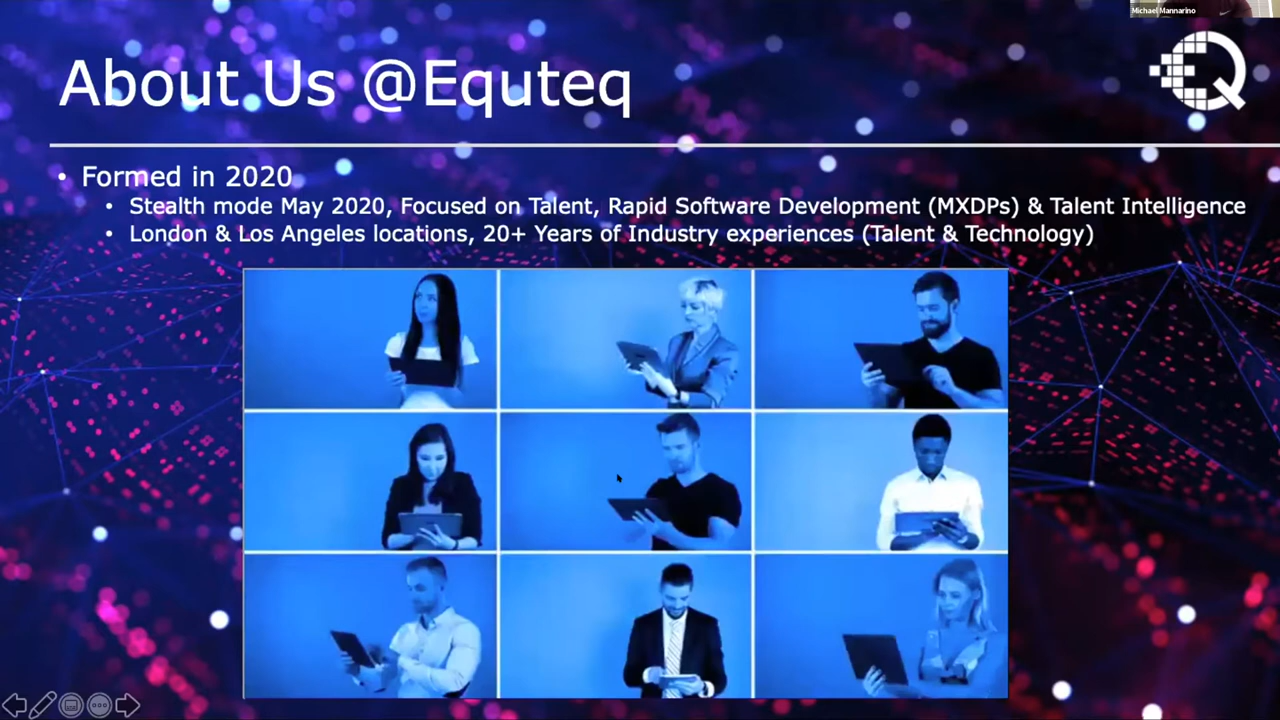 Michael Mannarino
About Us @Equteq
• Formed in 2020
• Stealth mode May 2020, Focused on Talent, Rapid Software Development (MXDPs) & Talent Intelligence
• London & Los Angeles locations, 20+ Years of Industry experiences (Talent & Technology)